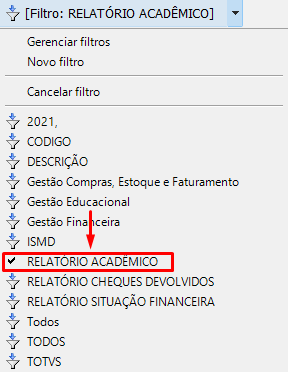 [Filtro: RELATÓRIO ACADÊMICO]
Gerenciar filtros
Novo filtro
Cancelar filtro
2021,
CODIGO
DESCRIÇÃO
Gestão Compras, Estoque e Faturamento
Gestão Educacional
Gestão Financeira
ISMD
RELATÓRIO ACADÊMICO
RELATÓRIO CHEQUES DEVOLVIDOS
RELATÓRIO SITUAÇÃO FINANCEIRA
Todos
TODOS
TOTVS